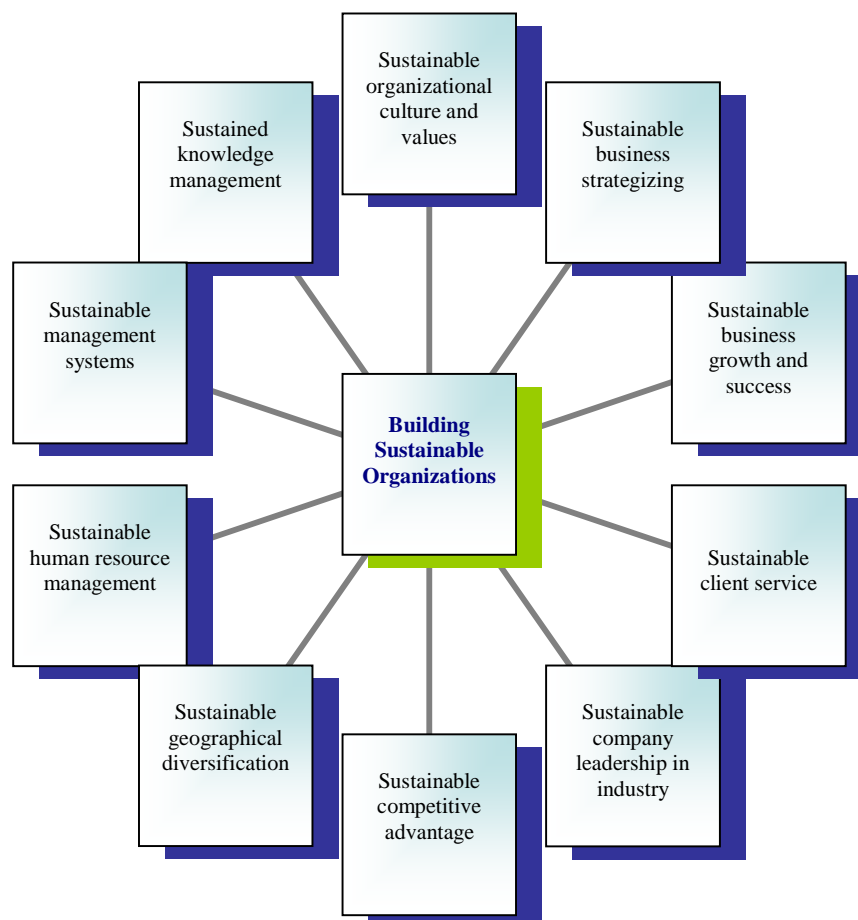 Sustainable
organizational
culture and
values
Sustainable
business
strategizing
Sustainable
business
growth and
success
Sustainable
client service
Sustainable
company
leadership in
industry
Sustainable
competitive
advantage
Sustainable
geographical
diversification
Sustainable
human resource
management
Sustainable
management
systems
Sustained
knowledge
management
Building
Sustainable
Organizations